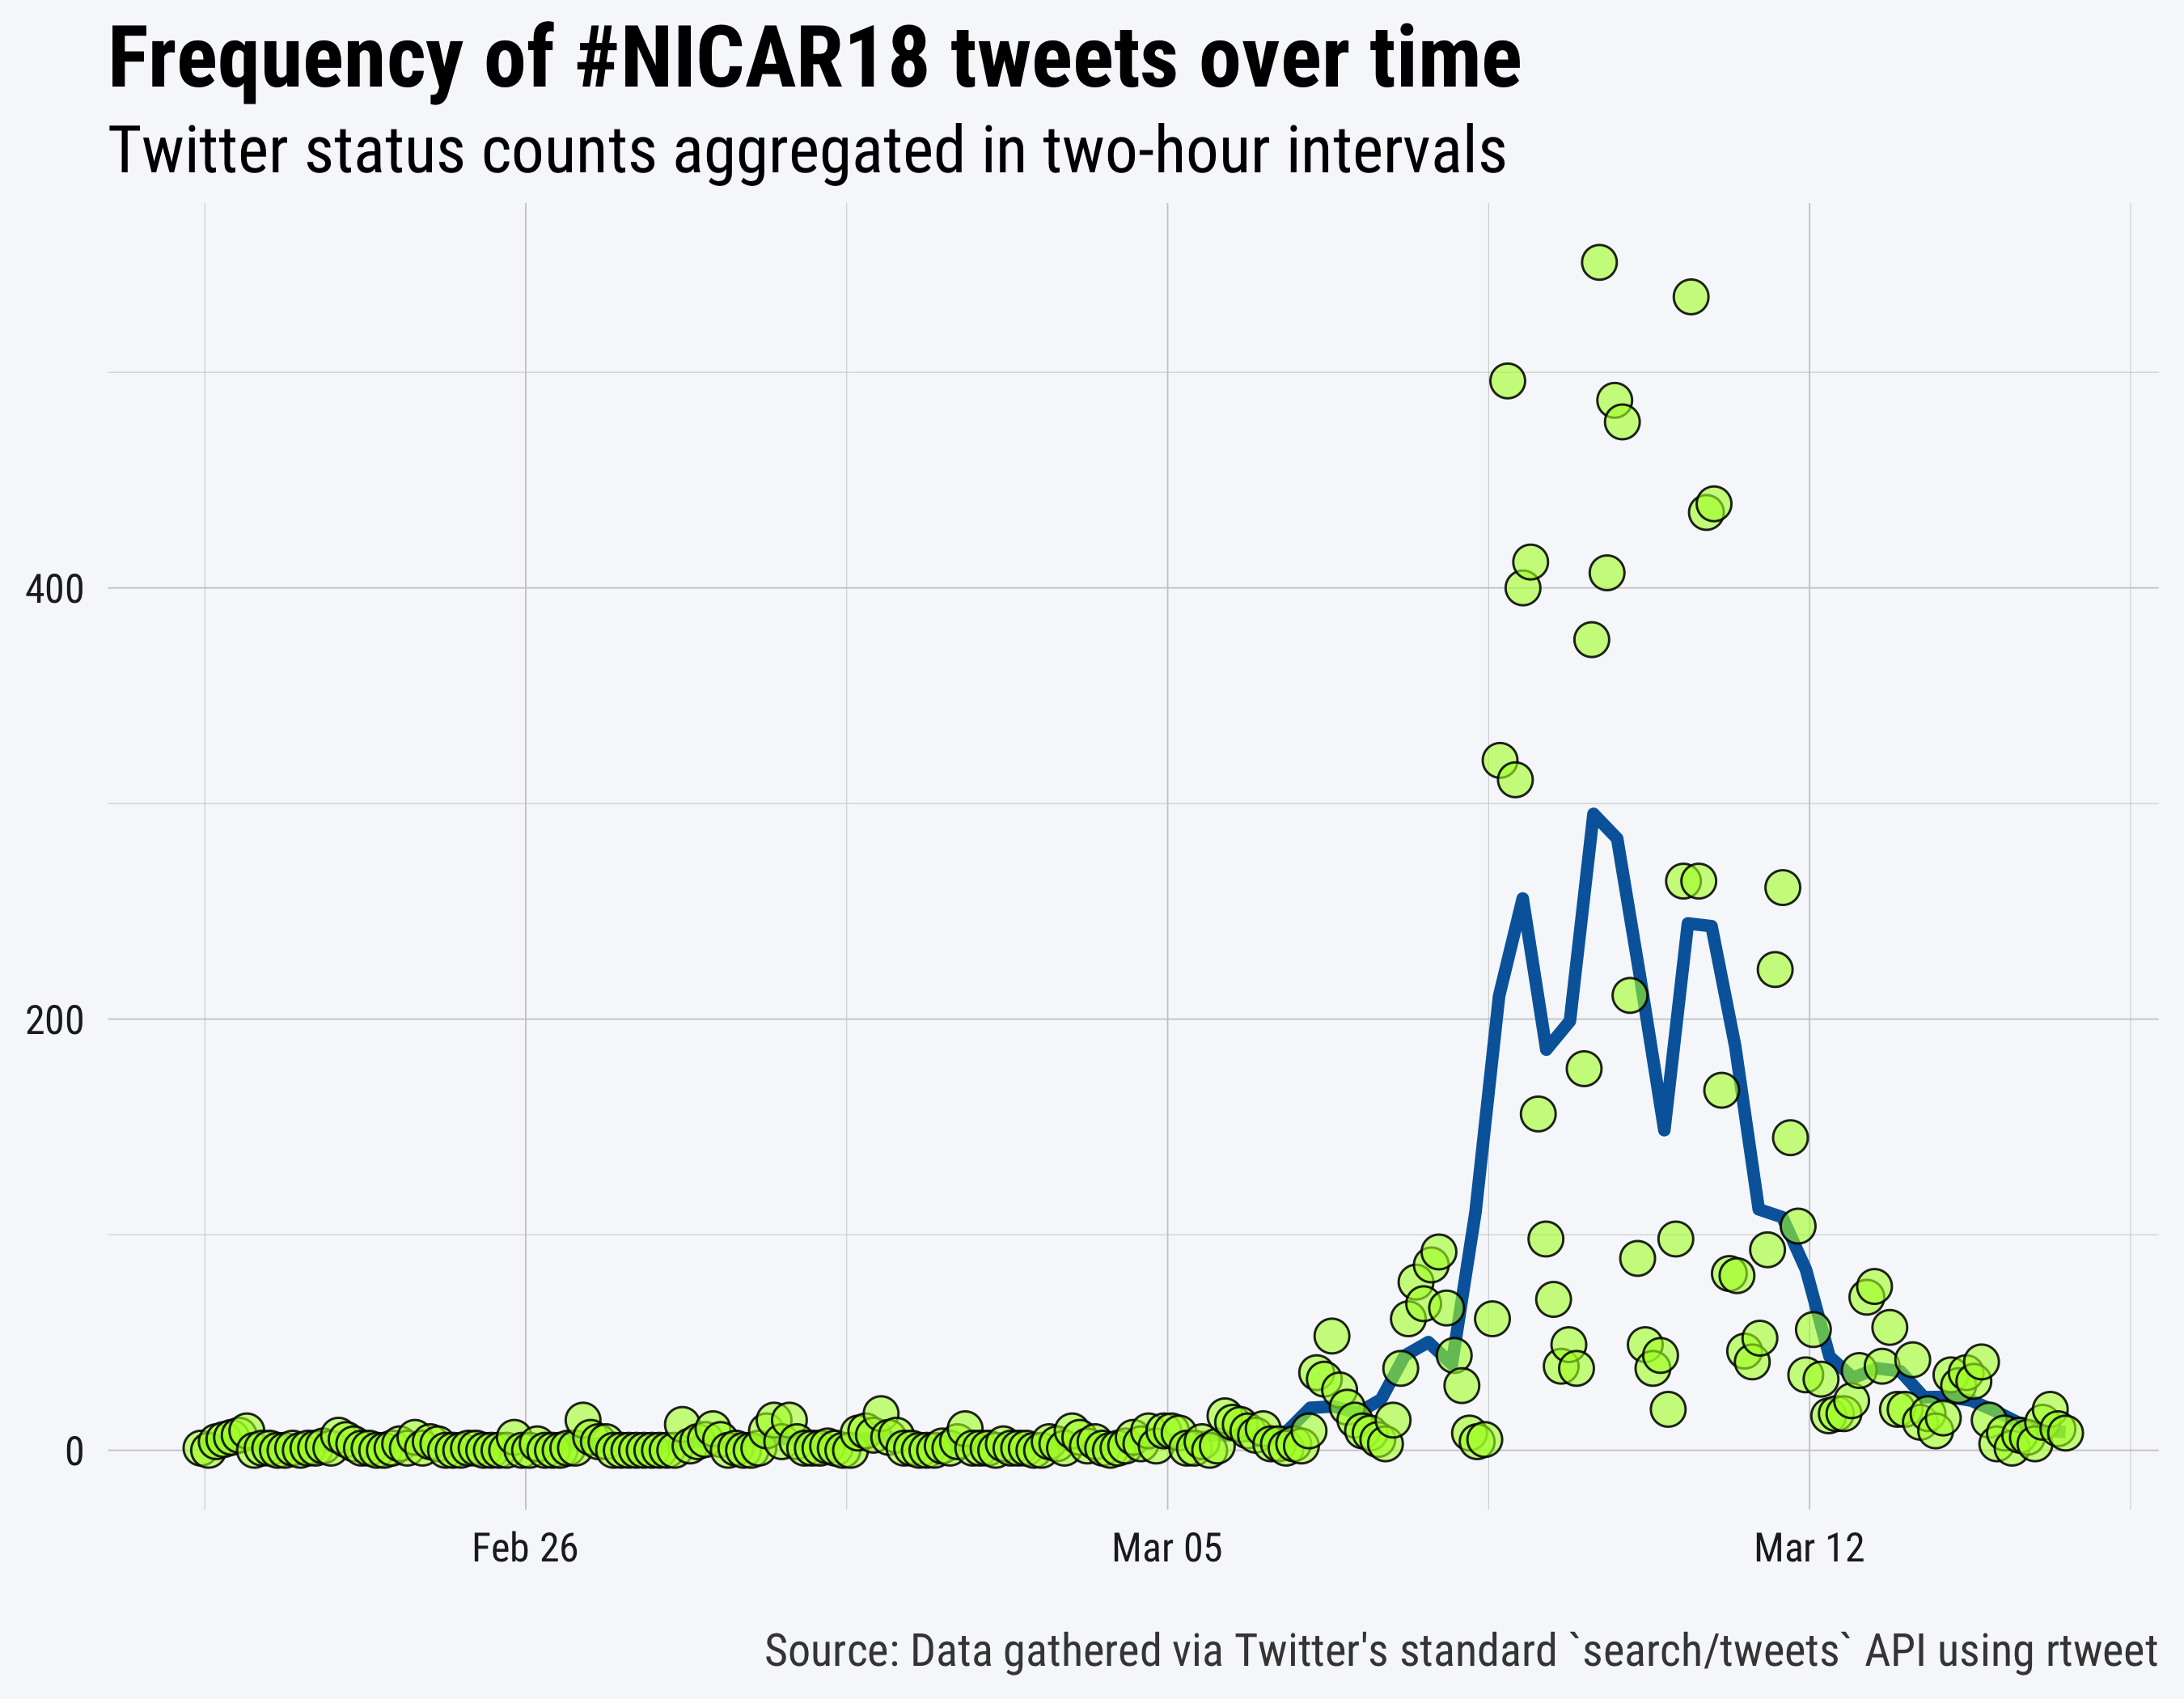 Frequency of #NICAR18 tweets over time
Twitter status counts aggregated in two-hour intervals
400
200
0
Feb 26
Mar 05
Mar 12
Source: Data gathered via Twitter's standard `search/tweets` API using rtweet